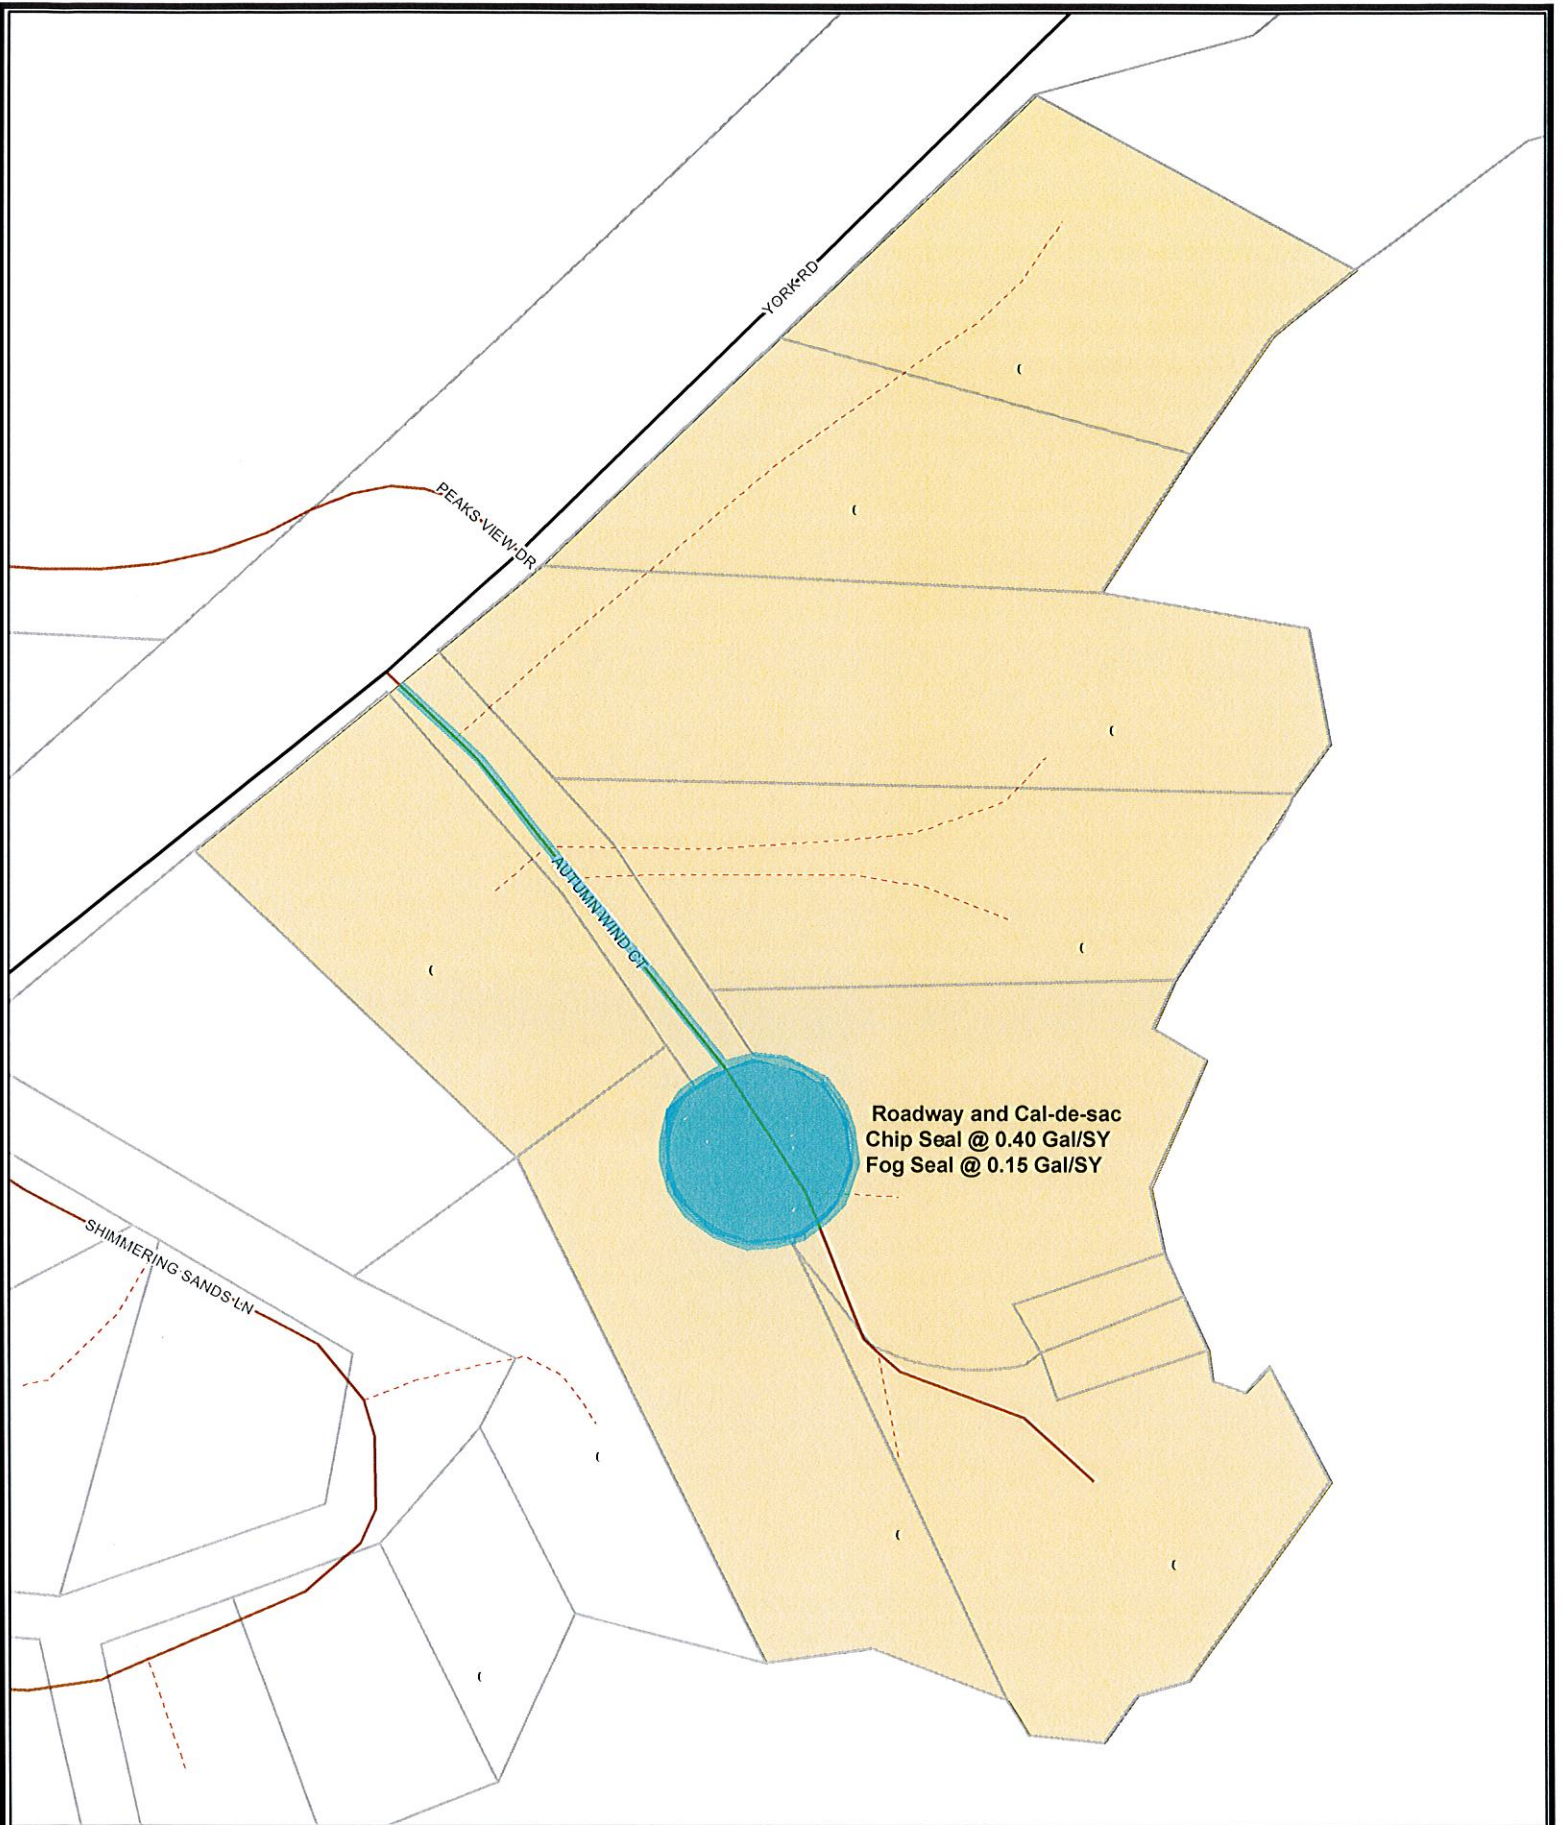 YORK RD
PEAKS VIEW DR
AUTUMN WIND CT
Roadway and Cal-de-sac
Chip Seal @ 0.40 Gal/SY
Fog Seal @ 0.15 Gal/SY
SHIMMERING SANDS LN